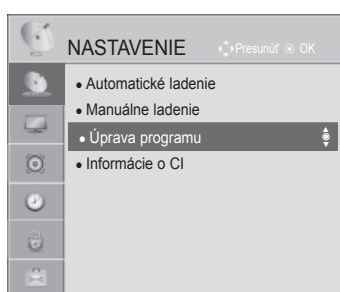 NASTAVENIE
Presunúť OK
• Automatické ladenie
• Manuálne ladenie
• Úprava programu
• Informácie o CI